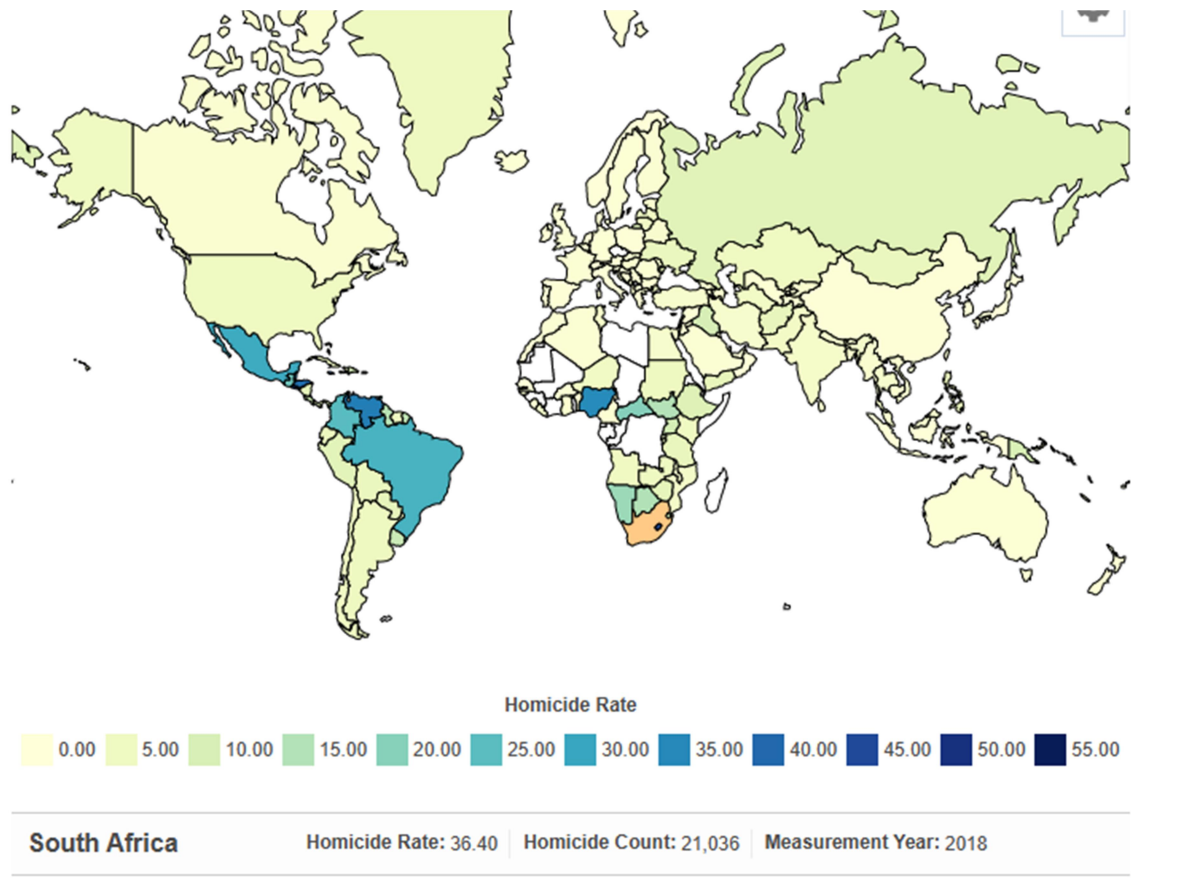 Homicide Rate
0.00 5.00 10.00 15.00 20.00 25.00 30.00 35.00 40.00 45.00 50.00 55.00
South Africa Homicide Rate: 36.40 Homicide Count: 21,036 Measurement Year: 2018